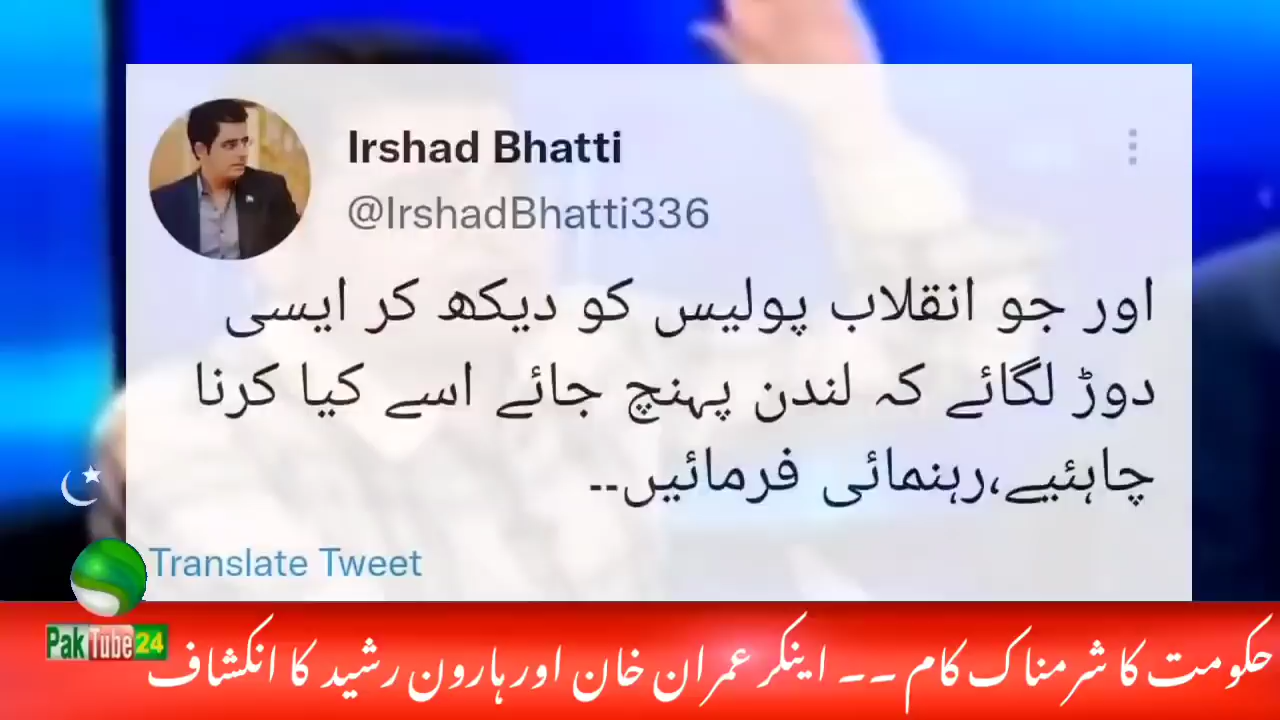 Irshad Bhatti
@IrshadBhatti336
اور جو انقلاب پولیس کو دیکھ کر ایسی
دوڑ لگائے کہ لندن پہنچ جائے اسے کیا کرنا
چاہئیے،رہنمائی فرمائیں۔۔
Translate Tweet
PakTube24
حکومت کا شرمناک کام ۔۔ اینکر عمران خان اور ہارون رشید کا انکشاف